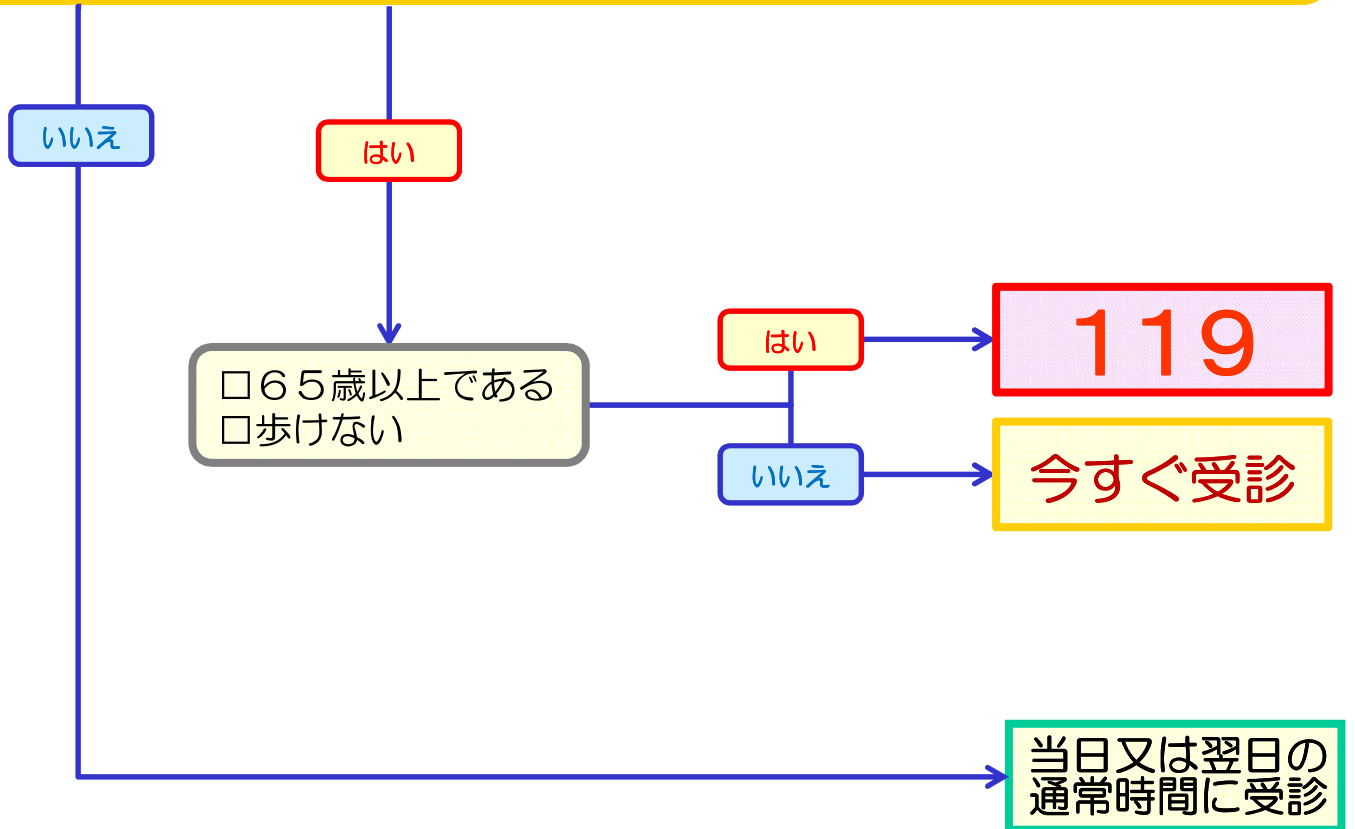 いいえ
はい
□６５歳以上である
□歩けない
はい
１１９
いいえ
今すぐ受診
当日又は翌日の
通常時間に受診